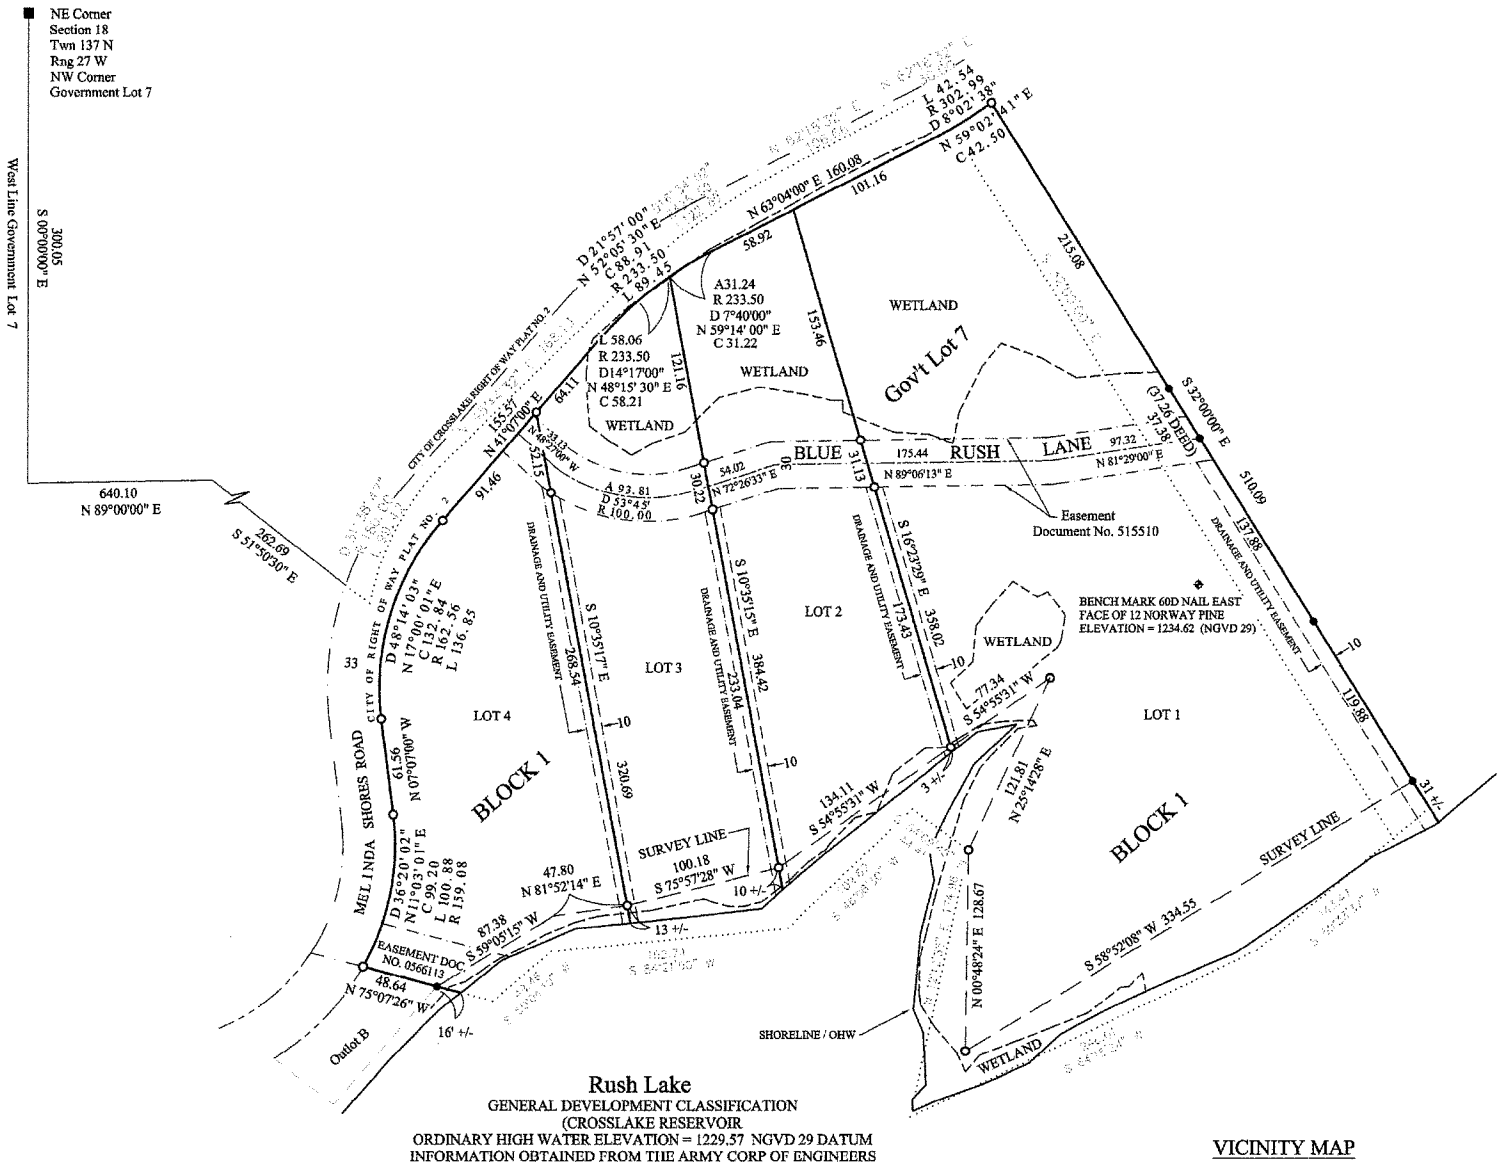 NE Corner
Section 18
Twn 137 N
Rng 27 W
NW Corner
Government Lot 7
West Line Government Lot 7
300.05
S 00°00'00" E
640.10
N 89°00'00" E
262.69
S 51°50'30" E
L 42.54
R 302.99
D 8°02'38"
N 59°02'41" E
C 42.50
N 63°04'00" E 160.08
101.16
58.92
D 21°57'00"
N 52°05'30" E
C 88.91
R 233.50
L 89.45
A31.24
R 233.50
D 7°40'00"
N 59°14'00" E
C 31.22
L 58.06
R 233.50
D14°17'00"
N 48°15'30" E
C 58.21
WETLAND
WETLAND
WETLAND
Gov't Lot 7
215.08
153.46
121.16
64.11
CITY OF CROSSLAKE RIGHT OF WAY PLAT NO. 2
155.57
N 41°07'00" E
91.46
33.13
N 48°27'00" W
52.15
A 93.81
D 53°45'
R 100.00
54.02
N 72°26'33" E
30
30.22
31.13
BLUE RUSH LANE
175.44
N 89°06'13" E
97.32
N 81°29'00" E
S 32°00'00" E
(37.26 DEED)
37.38
510.09
137.88
119.88
31 +/-
Easement
Document No. 515510
DRAINAGE AND UTILITY EASEMENT
DRAINAGE AND UTILITY EASEMENT
DRAINAGE AND UTILITY EASEMENT
DRAINAGE AND UTILITY EASEMENT
BENCH MARK 60D NAIL EAST
FACE OF 12 NORWAY PINE
ELEVATION = 1234.62 (NGVD 29)
CITY OF RIGHT OF WAY PLAT NO. 2
D 48°14'03"
N 17°00'01" E
C 132.84
R 162.56
L 136.85
33
MELINDA SHORES ROAD
61.56
N 07°07'00" W
D 36°20'02"
N11°03'01" E
C 99.20
L 100.88
R 159.08
S 10°35'17" E
268.54
320.69
S 10°35'15" E
384.42
233.04
S 16°23'29" E
358.02
173.43
10
10
10
10
LOT 4
LOT 3
LOT 2
LOT 1
BLOCK 1
BLOCK 1
WETLAND
77.34
S 54°55'31" W
3 +/-
134.11
S 54°55'31" W
121.81
N 25°14'28" E
N 00°48'24" E 128.67
SURVEY LINE
S 58°52'08" W 334.55
SURVEY LINE
100.18
S 75°57'28" W
10 +/-
47.80
N 81°52'14" E
13 +/-
87.38
S 59°05'15" W
EASEMENT DOC.
NO. 0566113
48.64
N 75°07'26" W
16' +/-
Outlot B
SHORELINE / OHW
WETLAND
Rush Lake
GENERAL DEVELOPMENT CLASSIFICATION
(CROSSLAKE RESERVOIR
ORDINARY HIGH WATER ELEVATION = 1229.57 NGVD 29 DATUM
INFORMATION OBTAINED FROM THE ARMY CORP OF ENGINEERS
VICINITY MAP